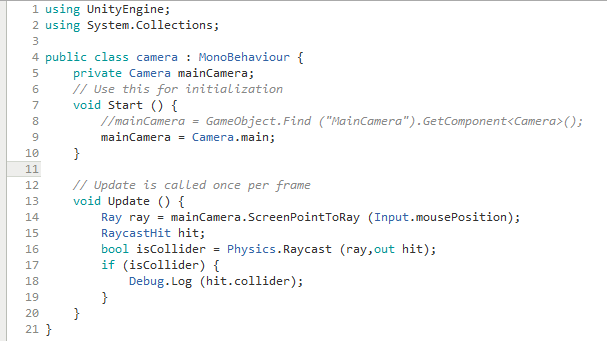 1 using UnityEngine;
2 using System.Collections;
3
4 public class camera : MonoBehaviour {
5     private Camera mainCamera;
6     // Use this for initialization
7     void Start () {
8         //mainCamera = GameObject.Find ("MainCamera").GetComponent<Camera>();
9         mainCamera = Camera.main;
10     }
11
12     // Update is called once per frame
13     void Update () {
14         Ray ray = mainCamera.ScreenPointToRay (Input.mousePosition);
15         RaycastHit hit;
16         bool isCollider = Physics.Raycast (ray,out hit);
17         if (isCollider) {
18             Debug.Log (hit.collider);
19         }
20     }
21 }